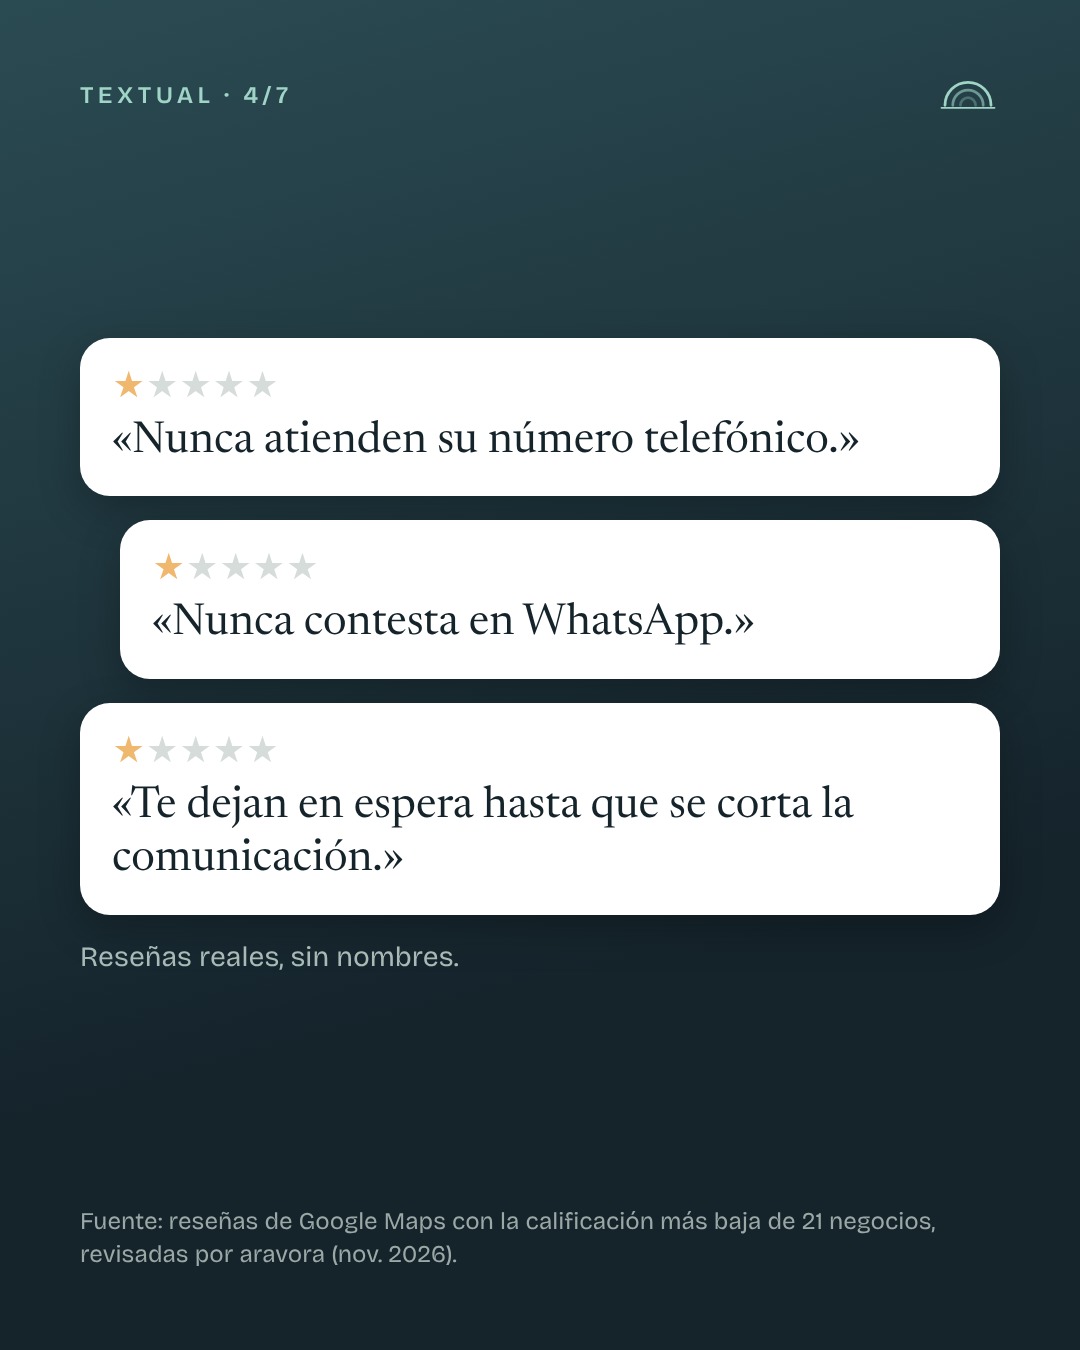 TEXTUAL · 4/7
«Nunca atienden su número telefónico.»
«Nunca contesta en WhatsApp.»
«Te dejan en espera hasta que se corta la
comunicación.»
Reseñas reales, sin nombres.
Fuente: reseñas de Google Maps con la calificación más baja de 21 negocios,
revisadas por aravora (nov. 2026).